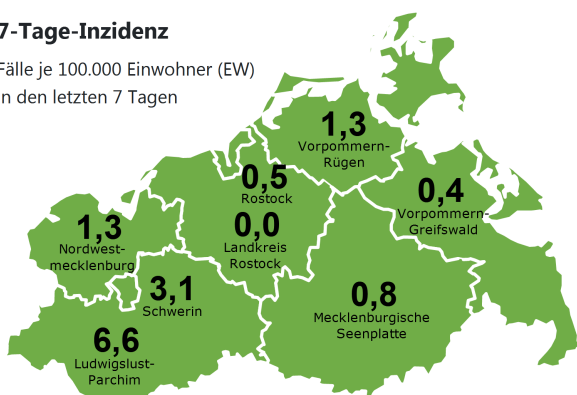 7-Tage-Inzidenz
Fälle je 100.000 Einwohner (EW)
n den letzten 7 Tagen
1,3
Vorpommern-
Rügen
0,5
Rostock
0,4
Vorpommern-
Greifswald
1,3
Nordwest-
mecklenburg
0,0
Landkreis
Rostock
3,1
Schwerin
0,8
Mecklenburgische
Seenplatte
6,6
Ludwigslust-
Parchim